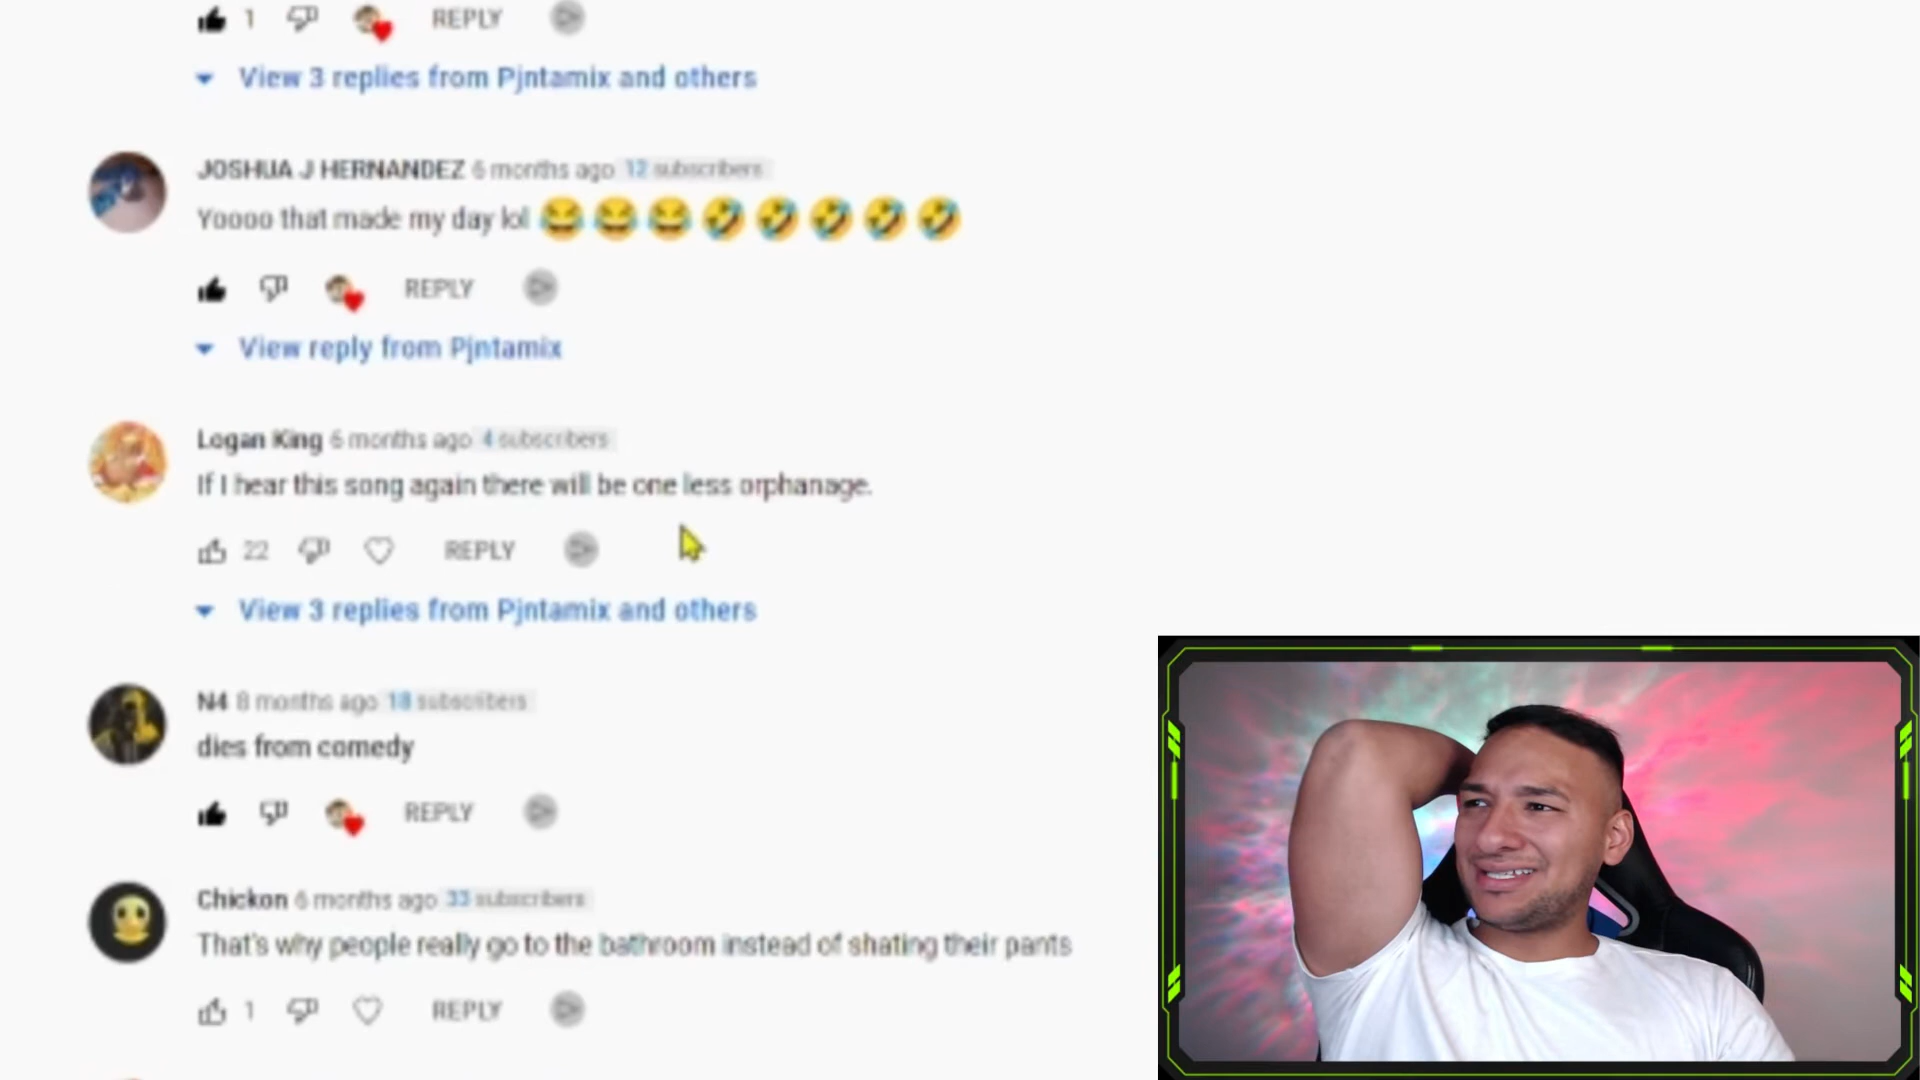 1 REPLY
View 3 replies from Pjntamix and others
JOSHUA J HERNANDEZ 6 months ago 12 subscribers
Yoooo that made my day lol 😂😂😂🤣🤣🤣🤣🤣
REPLY
View reply from Pjntamix
Logan King 6 months ago 4 subscribers
If I hear this song again there will be one less orphanage.
22 REPLY
View 3 replies from Pjntamix and others
N4 8 months ago 18 subscribers
dies from comedy
REPLY
Chickon 6 months ago 33 subscribers
That's why people really go to the bathroom instead of shating their pants
1 REPLY